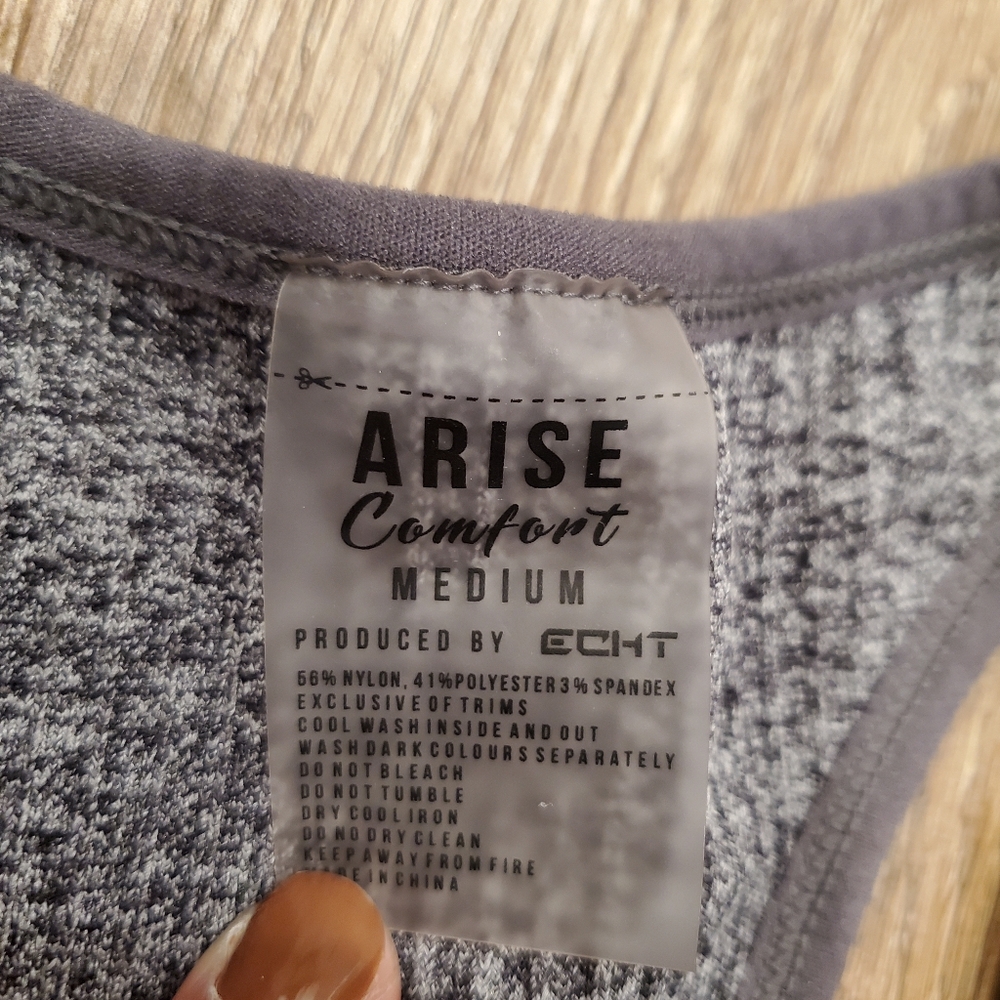 ARISE
Comfort
MEDIUM
PRODUCED BY ECHT
56% NYLON, 41%POLYESTER 3% SPANDEX
EXCLUSIVE OF TRIMS
COOL WASH INSIDE AND OUT
WASH DARK COLOURS SEPARATELY
DO NOT BLEACH
DO NOT TUMBLE
DRY COOL IRON
DO NO DRY CLEAN
KEEP AWAY FROM FIRE
IN CHINA